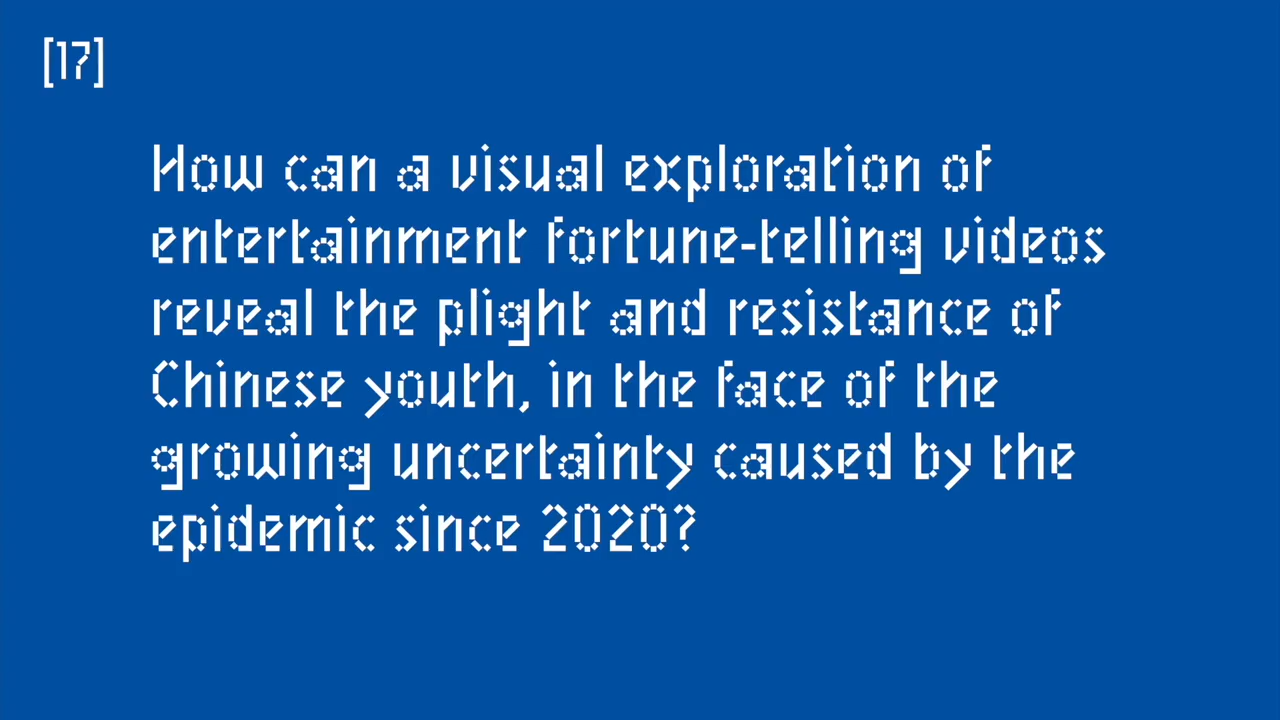 [17]
How can a visual exploration of
entertainment fortune-telling videos
reveal the plight and resistance of
Chinese youth, in the face of the
growing uncertainty caused by the
epidemic since 2020?